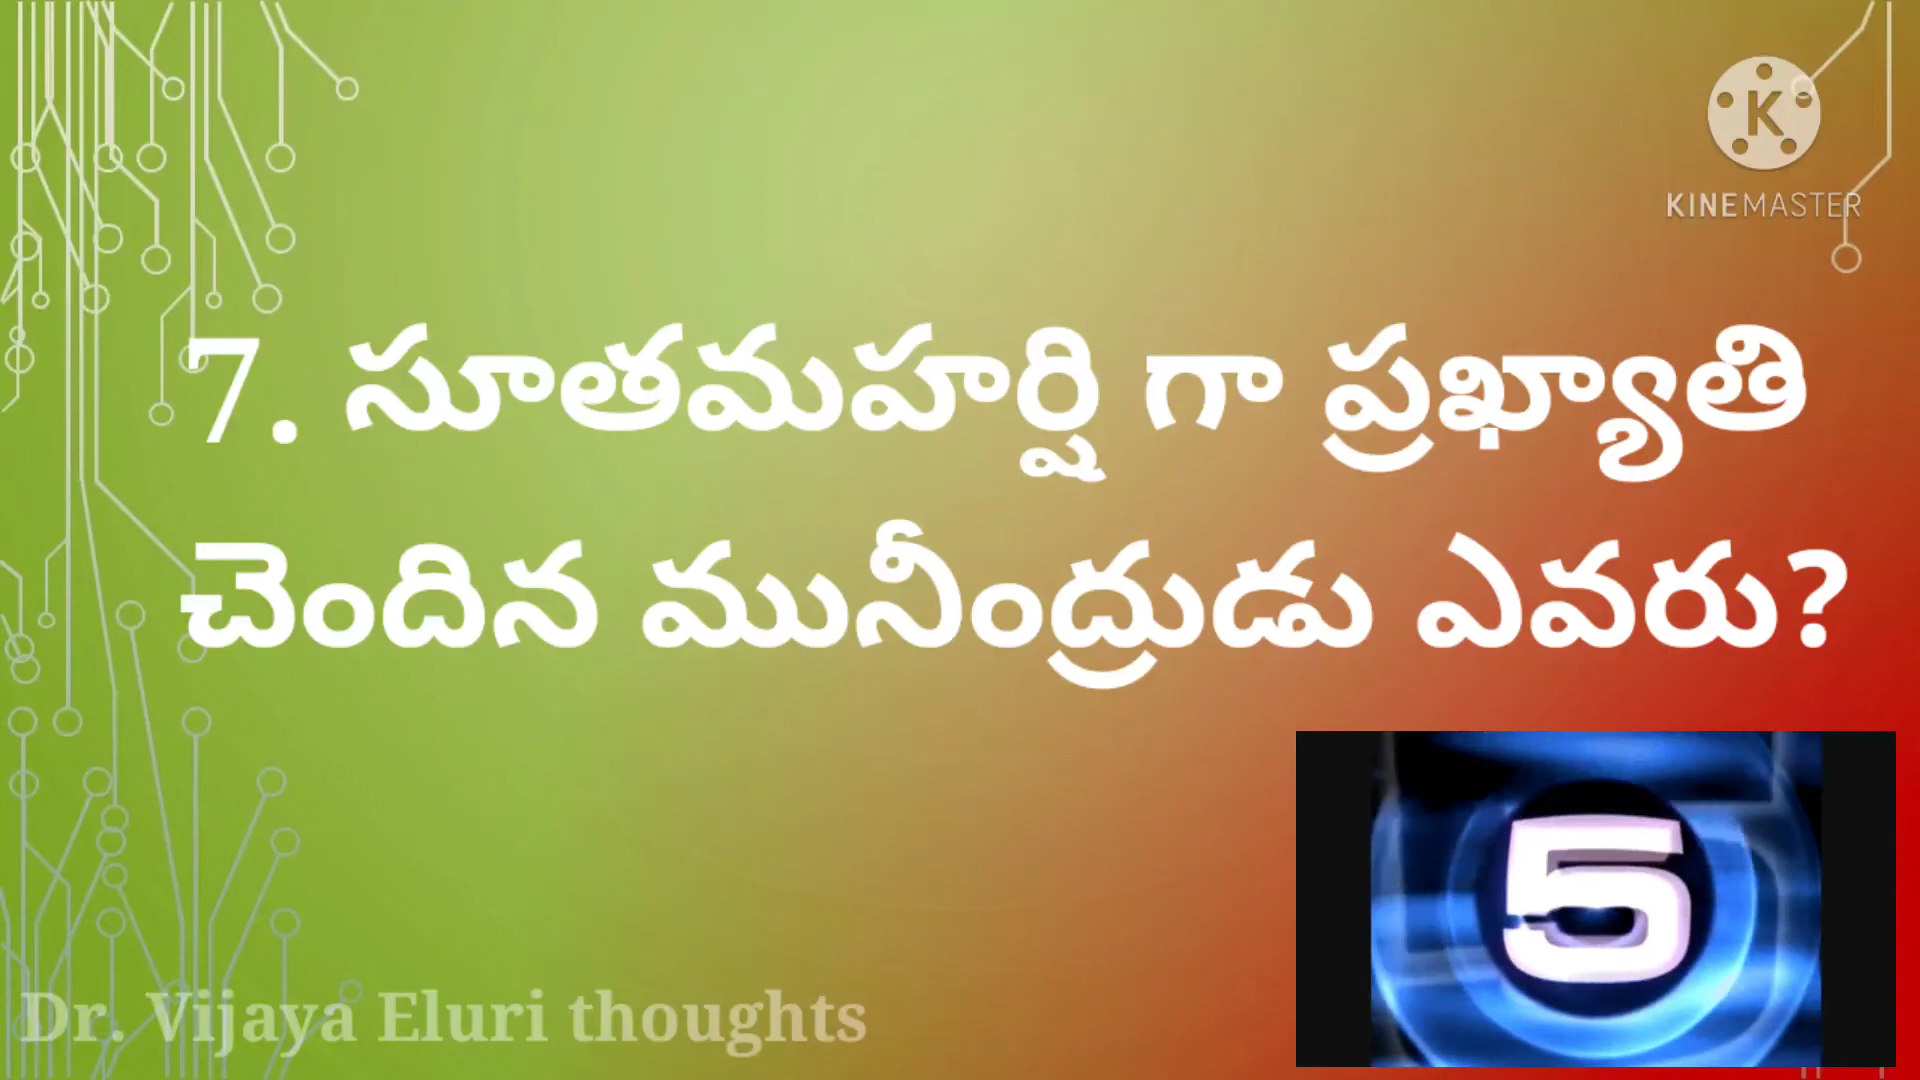 K
KINEMASTER
7. సూతమహర్షి గా ప్రఖ్యాతి
చెందిన మునీంద్రుడు ఎవరు?
5
Dr. Vijaya Eluri thoughts